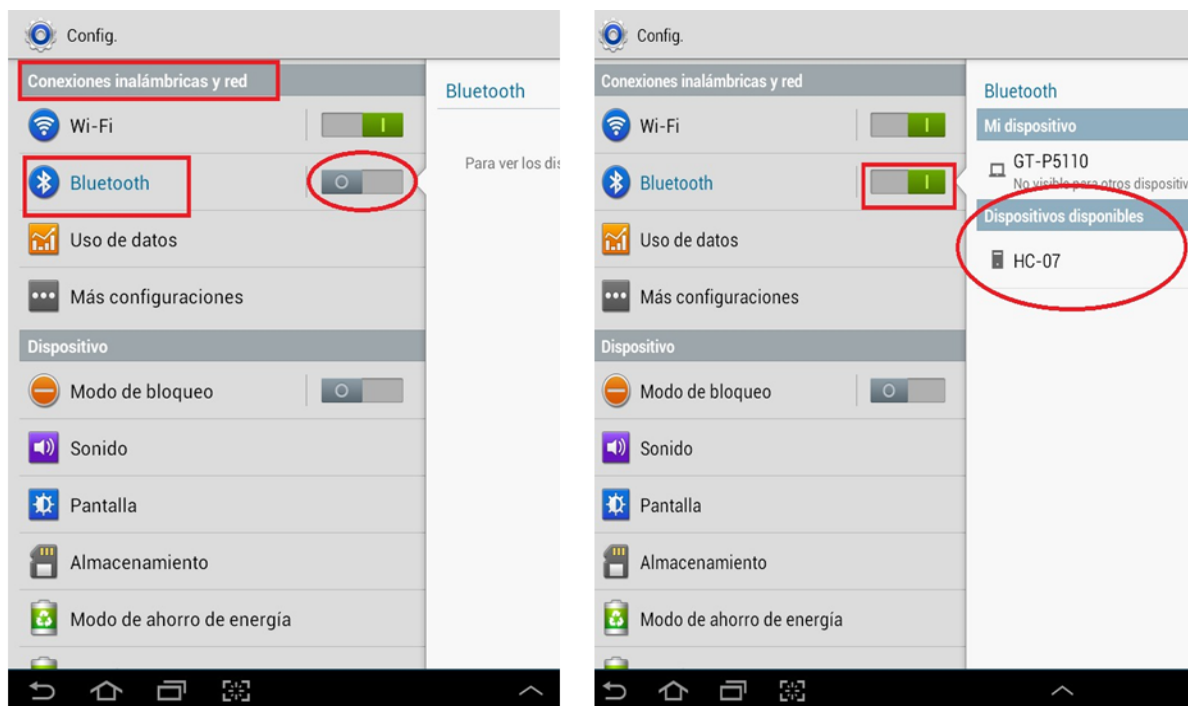 Config.
Conexiones inalámbricas y red
Wi-Fi
Bluetooth
Uso de datos
Más configuraciones
Dispositivo
Modo de bloqueo
Sonido
Pantalla
Almacenamiento
Modo de ahorro de energía
Bluetooth
Para ver los dis
Config.
Conexiones inalámbricas y red
Wi-Fi
Bluetooth
Uso de datos
Más configuraciones
Dispositivo
Modo de bloqueo
Sonido
Pantalla
Almacenamiento
Modo de ahorro de energía
Bluetooth
Mi dispositivo
GT-P5110
No visible para otros dispositiv
Dispositivos disponibles
HC-07